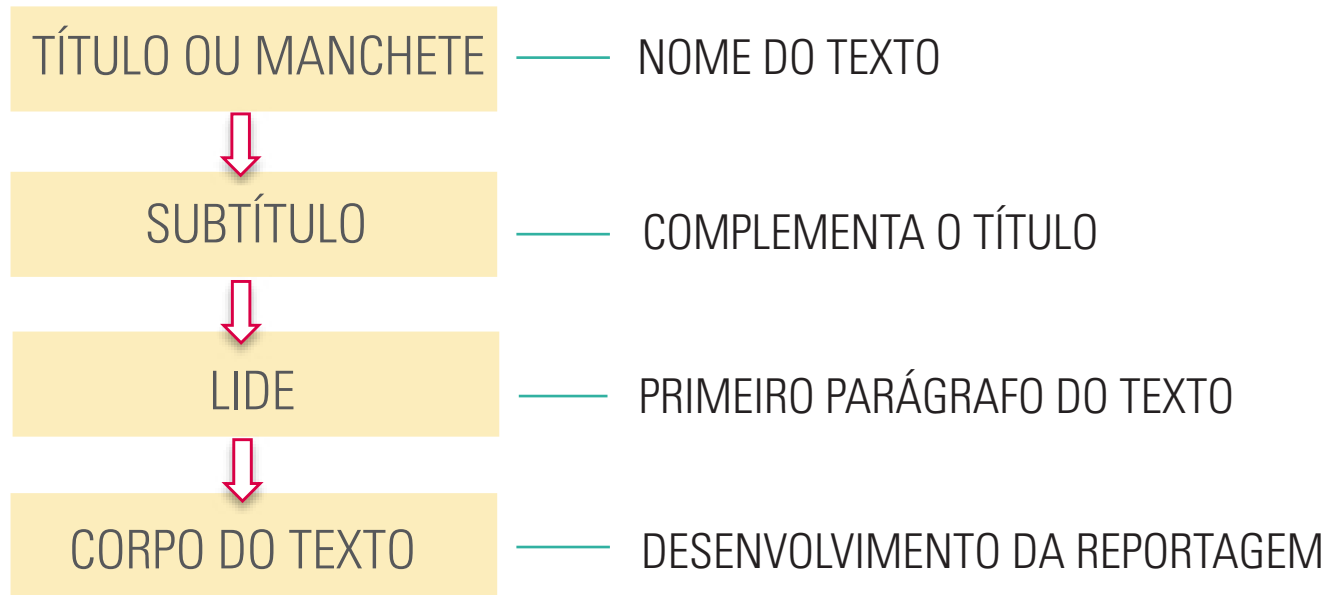 TÍTULO OU MANCHETE
NOME DO TEXTO
SUBTÍTULO
COMPLEMENTA O TÍTULO
LIDE
PRIMEIRO PARÁGRAFO DO TEXTO
CORPO DO TEXTO
DESENVOLVIMENTO DA REPORTAGEM